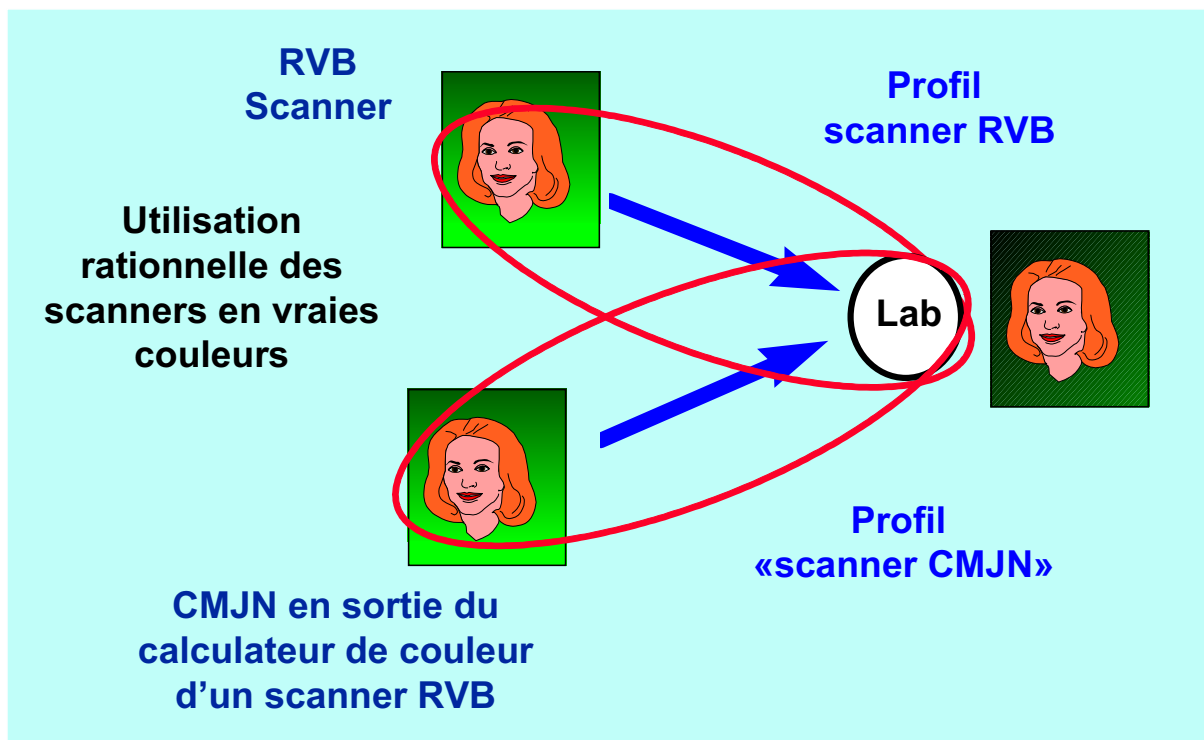 RVB
Scanner
Profil
scanner RVB
Utilisation
rationnelle des
scanners en vraies
couleurs
Lab
Profil
«scanner CMJN»
CMJN en sortie du
calculateur de couleur
d’un scanner RVB